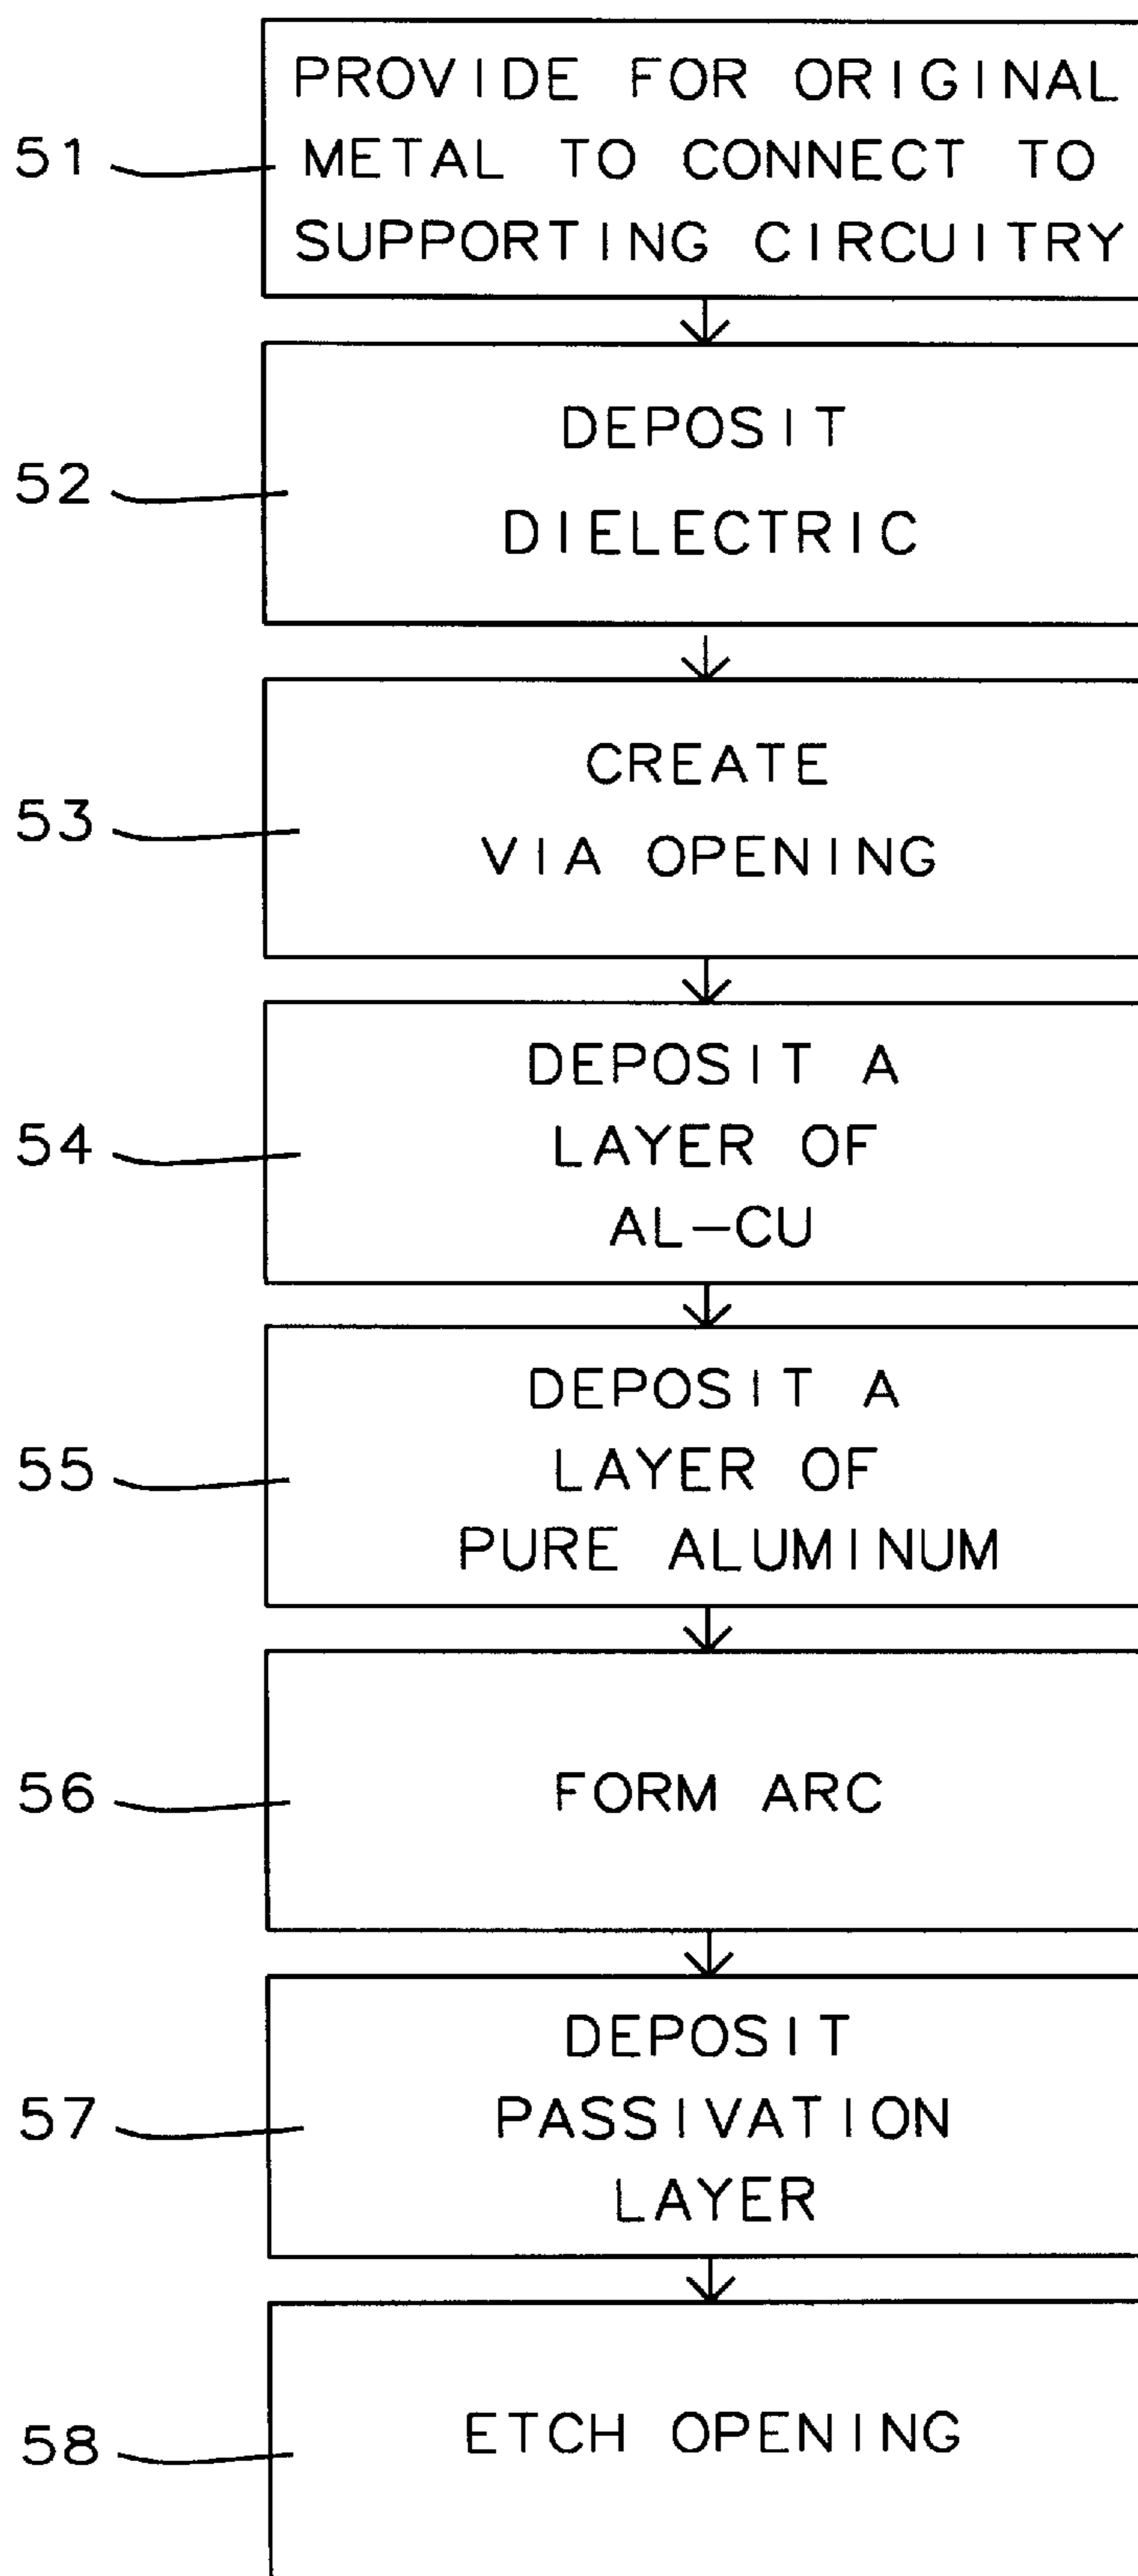 PROVIDE FOR ORIGINAL
51 METAL TO CONNECT TO
SUPPORTING CIRCUITRY
DEPOSIT
52
DIELECTRIC
CREATE
53
VIA OPENING
DEPOSIT A
54 LAYER OF
AL-CU
DEPOSIT A
55 LAYER OF
PURE ALUMINUM
56 FORM ARC
DEPOSIT
57 PASSIVATION
LAYER
58 ETCH OPENING